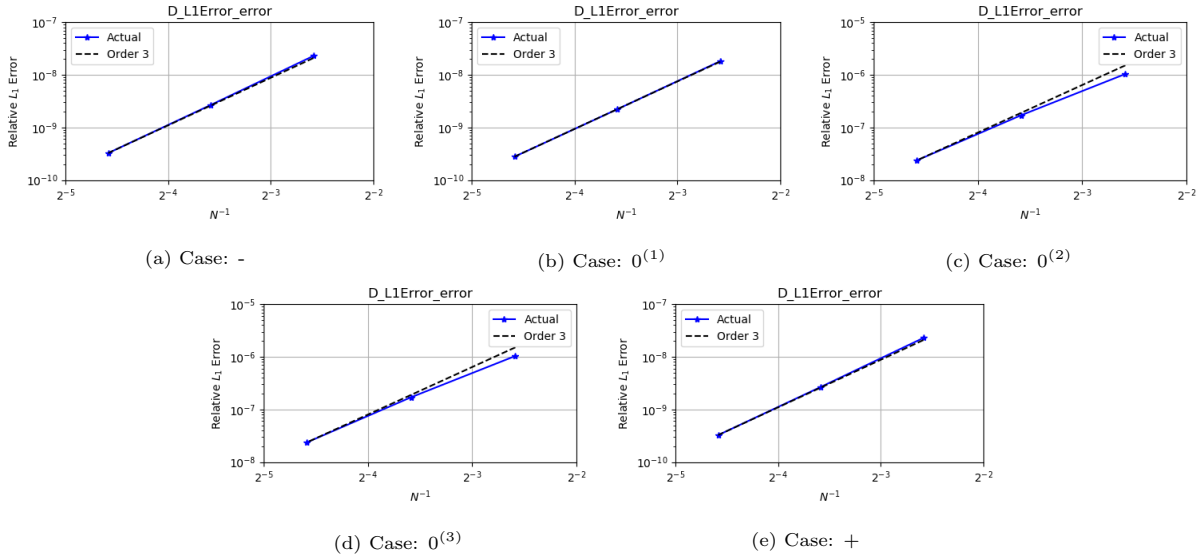 D_L1Error_error
Relative $L_1$ Error
10⁻⁷
10⁻⁸
10⁻⁹
10⁻¹⁰
Actual
Order 3
2⁻⁵
2⁻⁴
2⁻³
2⁻²
N⁻¹
(a) Case: -
D_L1Error_error
Relative $L_1$ Error
10⁻⁷
10⁻⁸
10⁻⁹
10⁻¹⁰
Actual
Order 3
2⁻⁵
2⁻⁴
2⁻³
2⁻²
N⁻¹
(b) Case: 0⁽¹⁾
D_L1Error_error
Relative $L_1$ Error
10⁻⁵
10⁻⁶
10⁻⁷
10⁻⁸
Actual
Order 3
2⁻⁵
2⁻⁴
2⁻³
2⁻²
N⁻¹
(c) Case: 0⁽²⁾
D_L1Error_error
Relative $L_1$ Error
10⁻⁵
10⁻⁶
10⁻⁷
10⁻⁸
Actual
Order 3
2⁻⁵
2⁻⁴
2⁻³
2⁻²
N⁻¹
(d) Case: 0⁽³⁾
D_L1Error_error
Relative $L_1$ Error
10⁻⁷
10⁻⁸
10⁻⁹
10⁻¹⁰
Actual
Order 3
2⁻⁵
2⁻⁴
2⁻³
2⁻²
N⁻¹
(e) Case: +